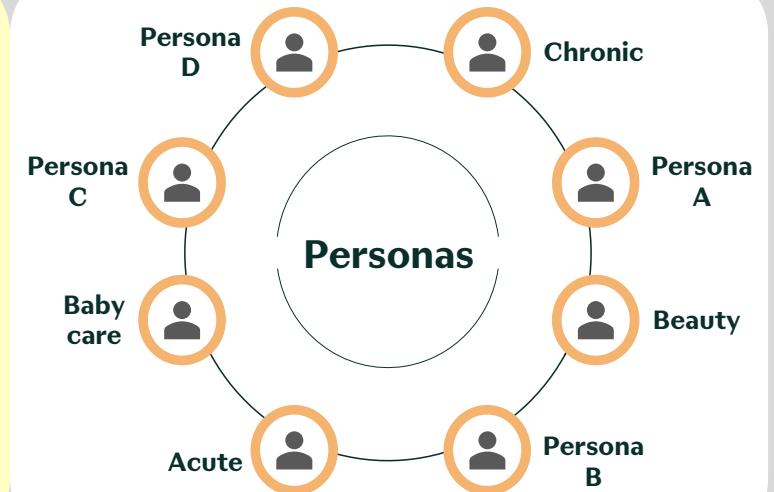 Persona
D
Chronic
Persona
C
Persona
A
Personas
Baby
care
Beauty
Acute
Persona
B